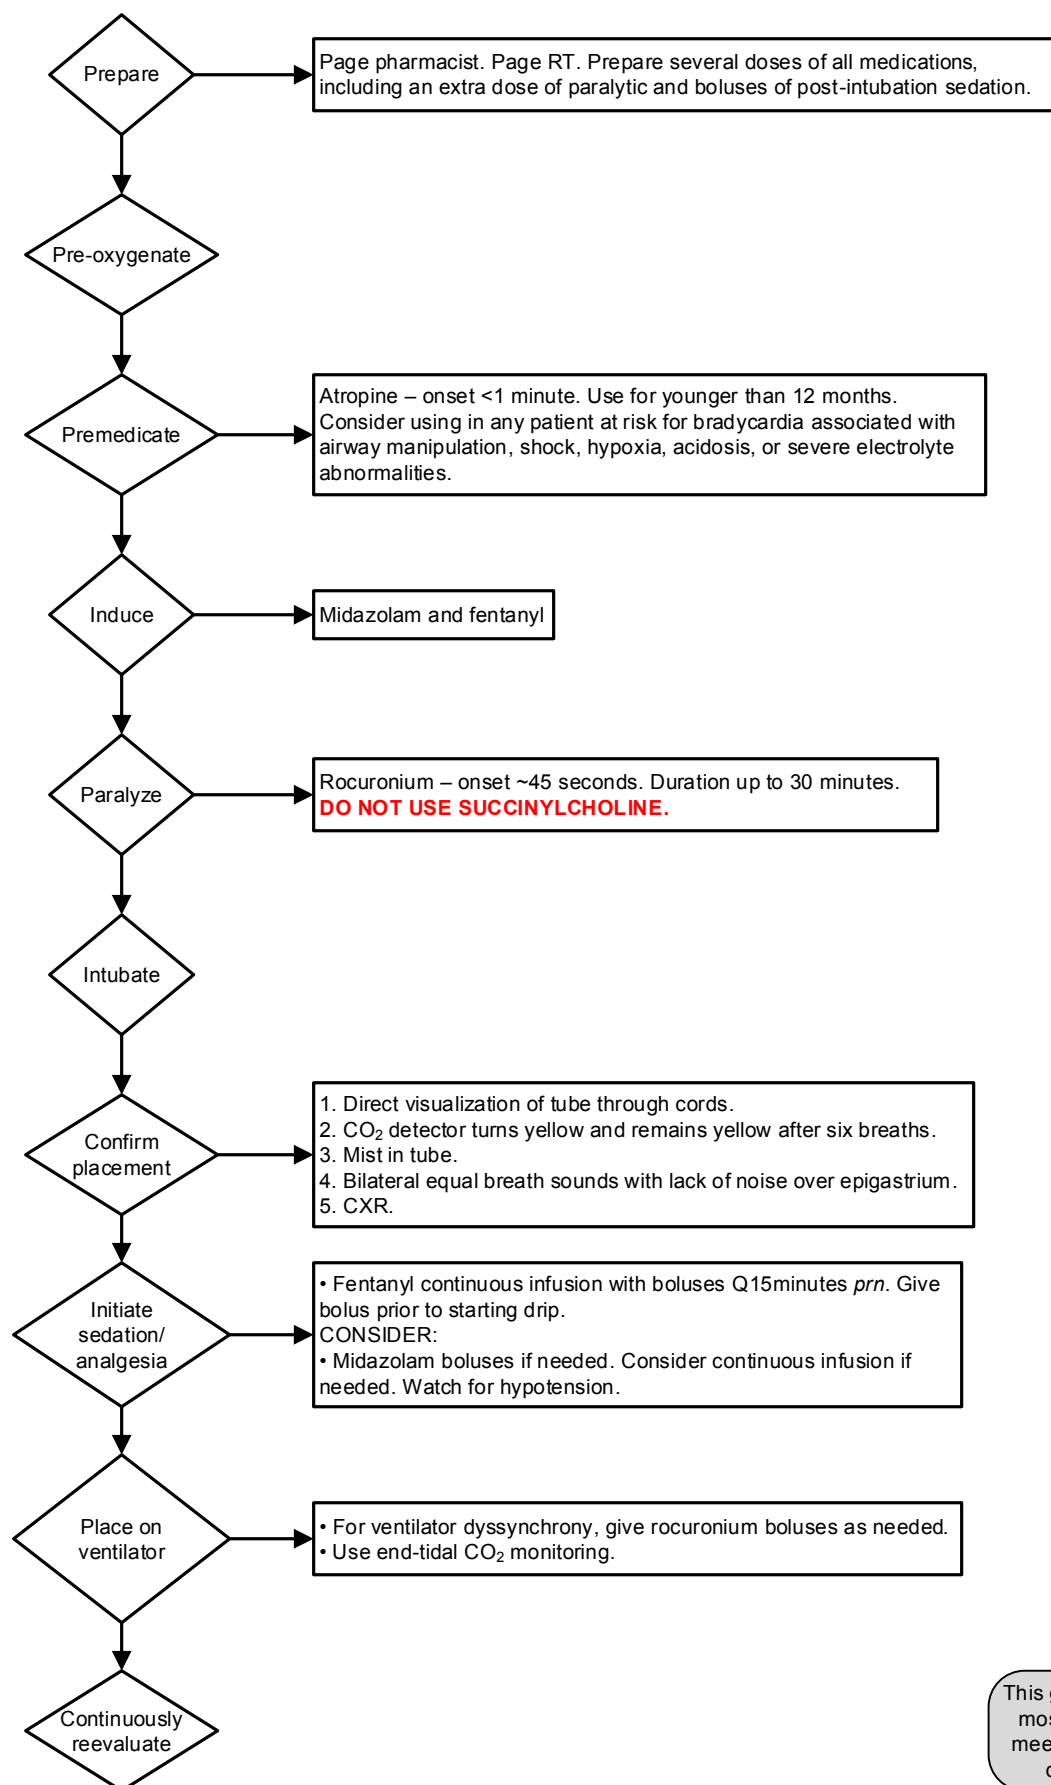 Prepare
Page pharmacist. Page RT. Prepare several doses of all medications,
including an extra dose of paralytic and boluses of post-intubation sedation.
Pre-oxygenate
Premedicate
Atropine – onset <1 minute. Use for younger than 12 months.
Consider using in any patient at risk for bradycardia associated with
airway manipulation, shock, hypoxia, acidosis, or severe electrolyte
abnormalities.
Induce
Midazolam and fentanyl
Paralyze
Rocuronium – onset ~45 seconds. Duration up to 30 minutes.
DO NOT USE SUCCINYLCHOLINE.
Intubate
Confirm
placement
1. Direct visualization of tube through cords.
2. CO₂ detector turns yellow and remains yellow after six breaths.
3. Mist in tube.
4. Bilateral equal breath sounds with lack of noise over epigastrium.
5. CXR.
Initiate
sedation/
analgesia
• Fentanyl continuous infusion with boluses Q15minutes prn. Give
bolus prior to starting drip.
CONSIDER:
• Midazolam boluses if needed. Consider continuous infusion if
needed. Watch for hypotension.
Place on
ventilator
• For ventilator dyssynchrony, give rocuronium boluses as needed.
• Use end-tidal CO₂ monitoring.
Continuously
reevaluate
This